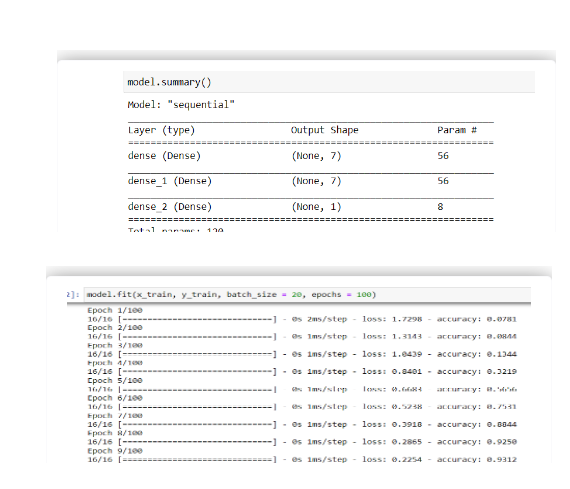 model.summary()
Model: "sequential"
Layer (type) Output Shape Param #
=================================================================
dense (Dense) (None, 7) 56
dense_1 (Dense) (None, 7) 56
dense_2 (Dense) (None, 1) 8
=================================================================
Total params: 120
2]: model.fit(x_train, y_train, batch_size = 20, epochs = 100)
Epoch 1/100
16/16 [==============================] - 0s 2ms/step - loss: 1.7298 - accuracy: 0.0781
Epoch 2/100
16/16 [==============================] - 0s 1ms/step - loss: 1.3143 - accuracy: 0.0844
Epoch 3/100
16/16 [==============================] - 0s 1ms/step - loss: 1.0439 - accuracy: 0.1344
Epoch 4/100
16/16 [==============================] - 0s 1ms/step - loss: 0.8401 - accuracy: 0.3219
Epoch 5/100
16/16 [==============================] - 0s 1ms/step - loss: 0.6683 - accuracy: 0.5656
Epoch 6/100
16/16 [==============================] - 0s 1ms/step - loss: 0.5238 - accuracy: 0.7531
Epoch 7/100
16/16 [==============================] - 0s 1ms/step - loss: 0.3918 - accuracy: 0.8844
Epoch 8/100
16/16 [==============================] - 0s 1ms/step - loss: 0.2865 - accuracy: 0.9250
Epoch 9/100
16/16 [==============================] - 0s 1ms/step - loss: 0.2254 - accuracy: 0.9312